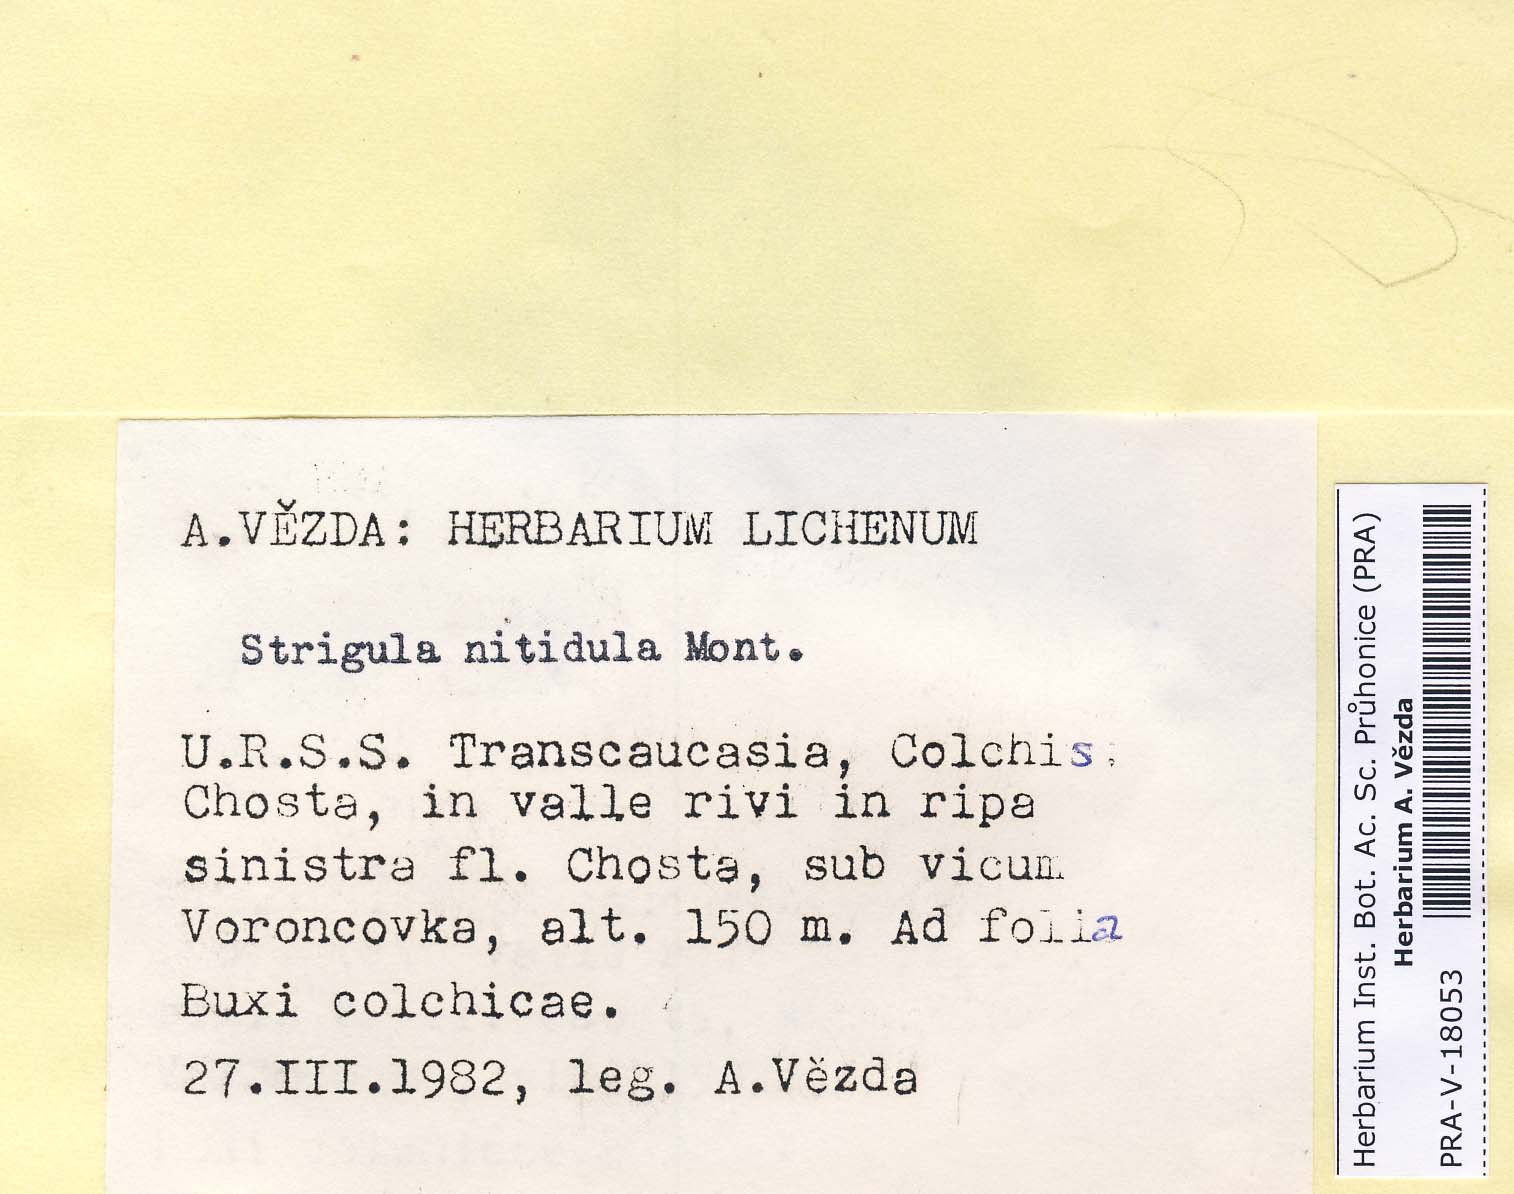 A.VĚZDA: HERBARIUM LICHENUM
Strigula nitidula Mont.
U.R.S.S. Transcaucasia, Colchis.
Chosta, in valle rivi in ripa
sinistra fl. Chosta, sub vicum
Voroncovka, alt. 150 m. Ad folia
Buxi colchicae.
27.III.1982, leg. A.Vězda
Herbarium Inst. Bot. Ac. Sc. Průhonice (PRA)
Herbarium A. Vězda
PRA-V-18053